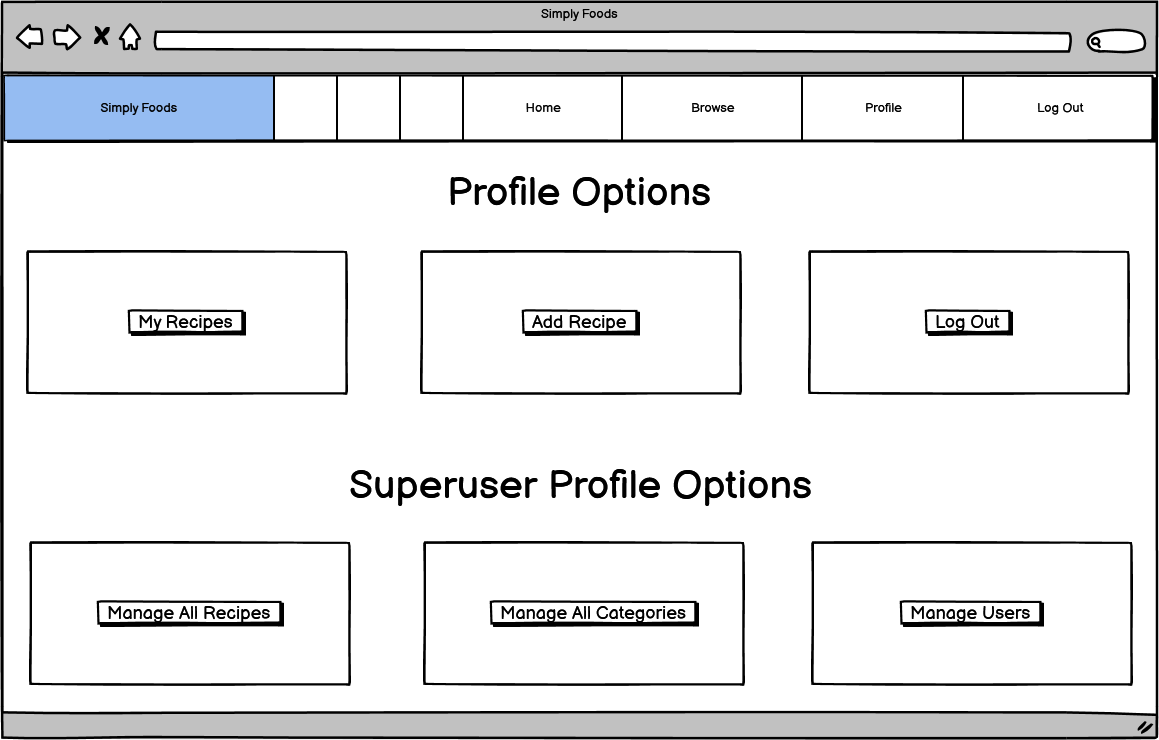 Simply Foods
Simply Foods Home Browse Profile Log Out
Profile Options
My Recipes Add Recipe Log Out
Superuser Profile Options
Manage All Recipes Manage All Categories Manage Users